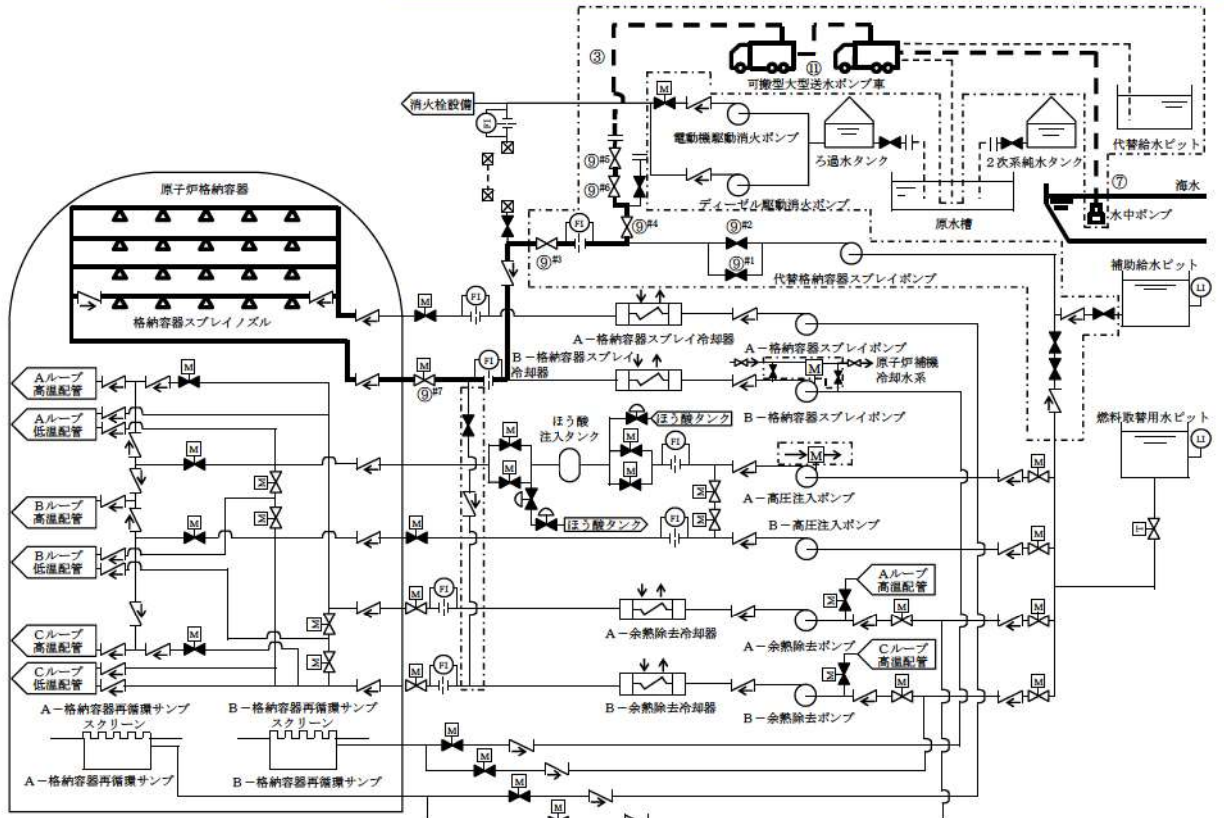 ③
⑪
可搬型大型送水ポンプ車
消火栓設備
M
FI
電動機駆動消火ポンプ
ろ過水タンク
2次系純水タンク
代替給水ピット
⑨#5
⑨#6
ディーゼル駆動消火ポンプ
原水槽
⑦
海水
水中ポンプ
原子炉格納容器
FI
⑨#4
⑨#2
⑨#3
⑨#1
代替格納容器スプレイポンプ
補助給水ピット
LI
格納容器スプレイノズル
M
FI
A-格納容器スプレイ冷却器
A-格納容器スプレイポンプ
B-格納容器スプレイ
冷却器
M
FI
⑨#7
M
原子炉補機
冷却水系
B-格納容器スプレイポンプ
燃料取替用水ピット
LI
Aループ
高温配管
M
Aループ
低温配管
ほう酸
注入タンク
ほう酸タンク
M
M
M
M
M
FI
M
A-高圧注入ポンプ
M
M
M
Bループ
高温配管
M
M
ほう酸タンク
M
M
FI
B-高圧注入ポンプ
M
T
Bループ
低温配管
M
FI
A-余熱除去冷却器
A-余熱除去ポンプ
Aループ
高温配管
M
M
M
Cループ
高温配管
M
M
M
Cループ
低温配管
M
FI
B-余熱除去冷却器
B-余熱除去ポンプ
Cループ
高温配管
M
M
M
A-格納容器再循環サンプ
スクリーン
B-格納容器再循環サンプ
スクリーン
A-格納容器再循環サンプ
B-格納容器再循環サンプ
M
M
M
M